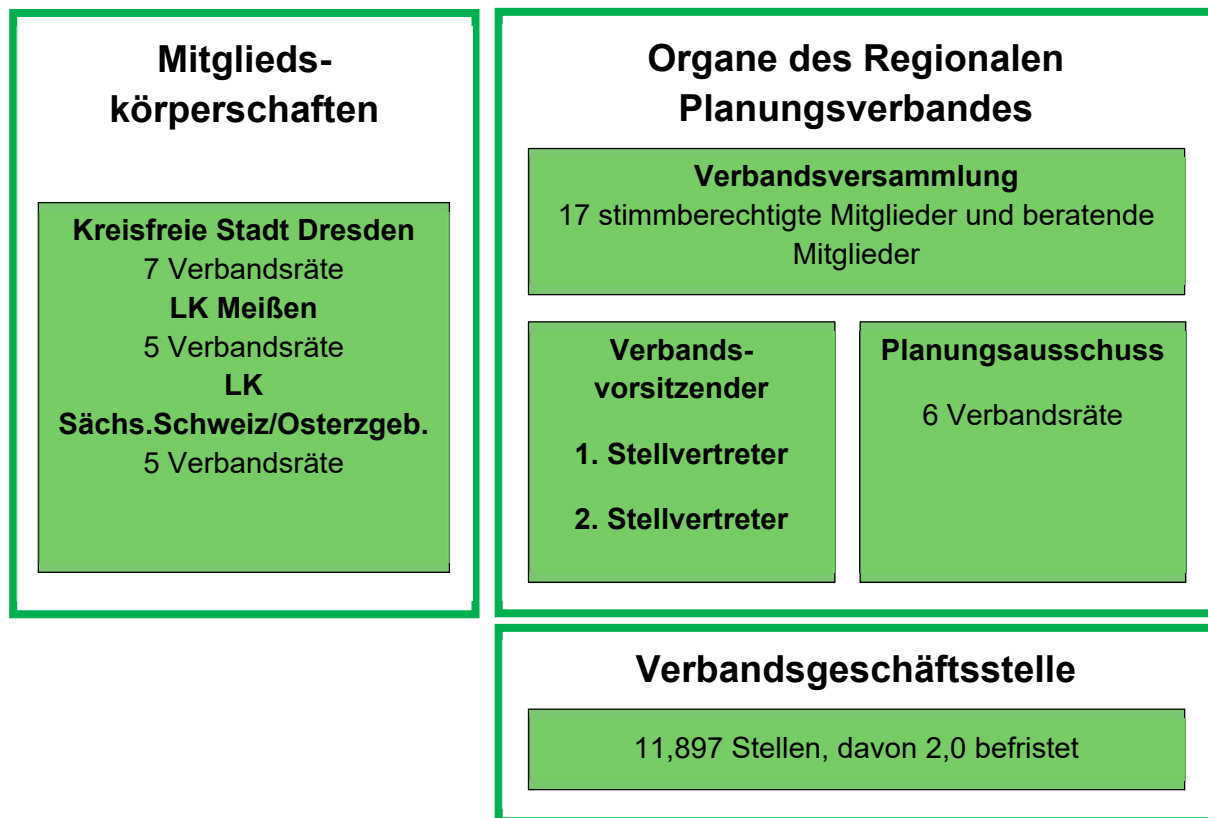 Mitglieds-
körperschaften
Kreisfreie Stadt Dresden
7 Verbandsräte
LK Meißen
5 Verbandsräte
LK
Sächs.Schweiz/Osterzgeb.
5 Verbandsräte
Organe des Regionalen
Planungsverbandes
Verbandsversammlung
17 stimmberechtigte Mitglieder und beratende
Mitglieder
Verbands-
vorsitzender
1. Stellvertreter
2. Stellvertreter
Planungsausschuss
6 Verbandsräte
Verbandsgeschäftsstelle
11,897 Stellen, davon 2,0 befristet